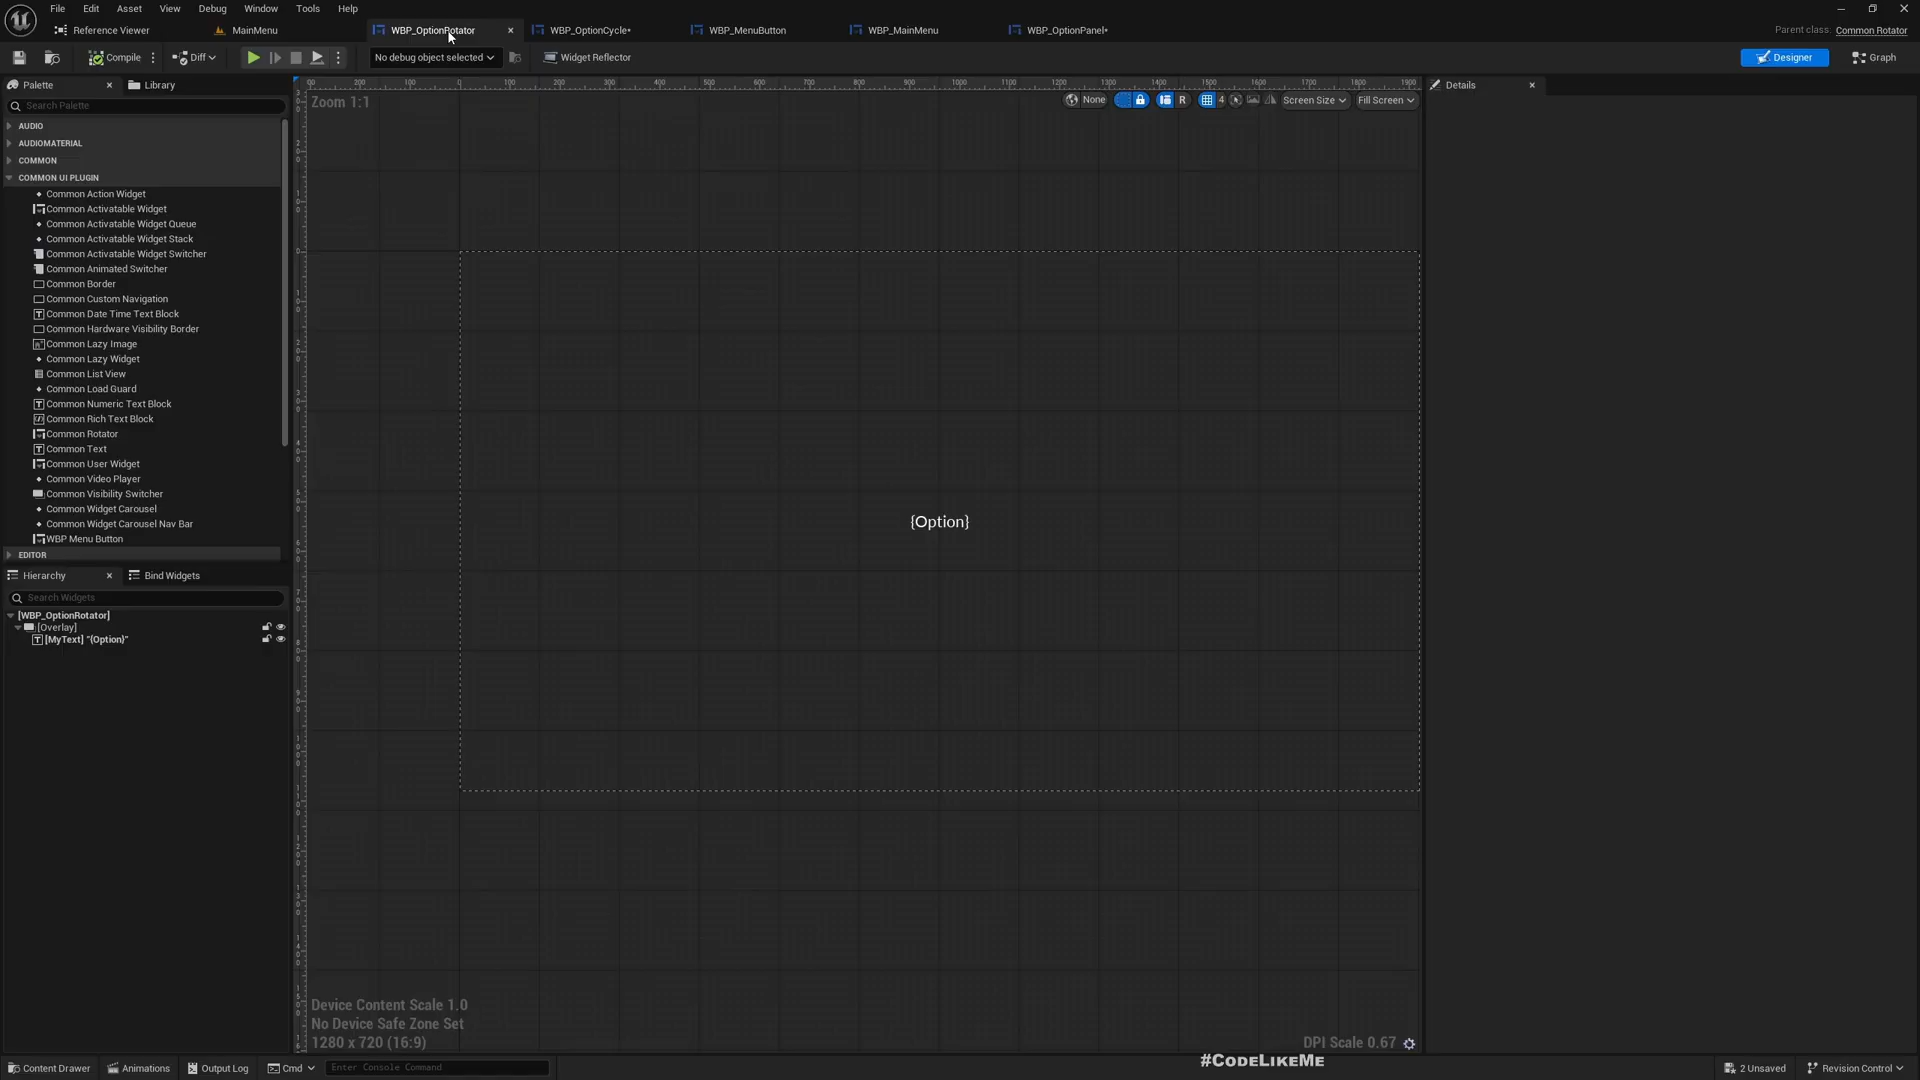 File Edit Asset View Debug Window Tools Help
Reference Viewer MainMenu WBP_OptionRotator WBP_OptionCycle* WBP_MenuButton WBP_MainMenu WBP_OptionPanel* Parent class: Common Rotator
Compile Diff No debug object selected Widget Reflector Designer Graph
Palette Library Details
Search Palette
Zoom 1:1 None R 4 Screen Size Fill Screen
AUDIO
AUDIOMATERIAL
COMMON
COMMON UI PLUGIN
Common Action Widget
Common Activatable Widget
Common Activatable Widget Queue
Common Activatable Widget Stack
Common Activatable Widget Switcher
Common Animated Switcher
Common Border
Common Custom Navigation
Common Date Time Text Block
Common Hardware Visibility Border
Common Lazy Image
Common Lazy Widget
Common List View
Common Load Guard
Common Numeric Text Block
Common Rich Text Block
Common Rotator
Common Text
Common User Widget
Common Video Player
Common Visibility Switcher
Common Widget Carousel
Common Widget Carousel Nav Bar
WBP Menu Button
EDITOR
{Option}
Hierarchy Bind Widgets
Search Widgets
[WBP_OptionRotator]
[Overlay]
[MyText] "{Option}"
Device Content Scale 1.0
No Device Safe Zone Set
1280 x 720 (16:9)
DPI Scale 0.67
#CODELIKEME
Content Drawer Animations Output Log Cmd Enter Console Command 2 Unsaved Revision Control